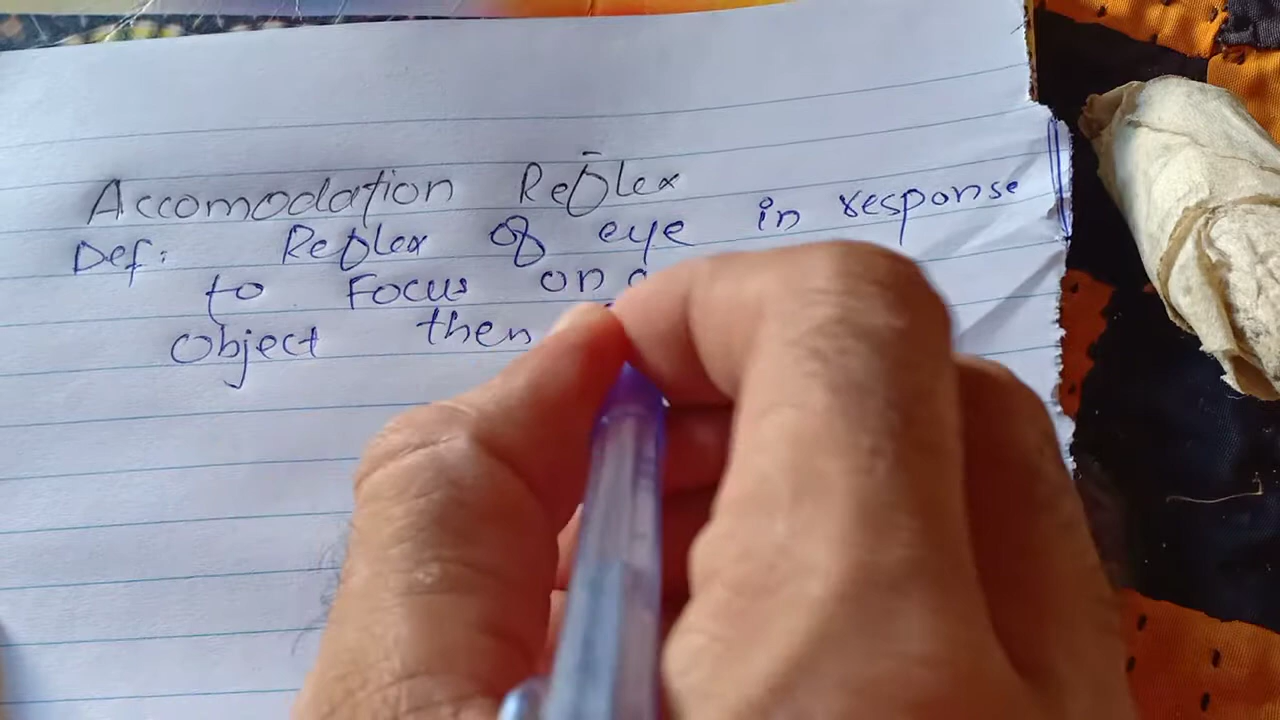 Accomodation Reflex
Def: Reflex of eye in response
to Focus on
object then